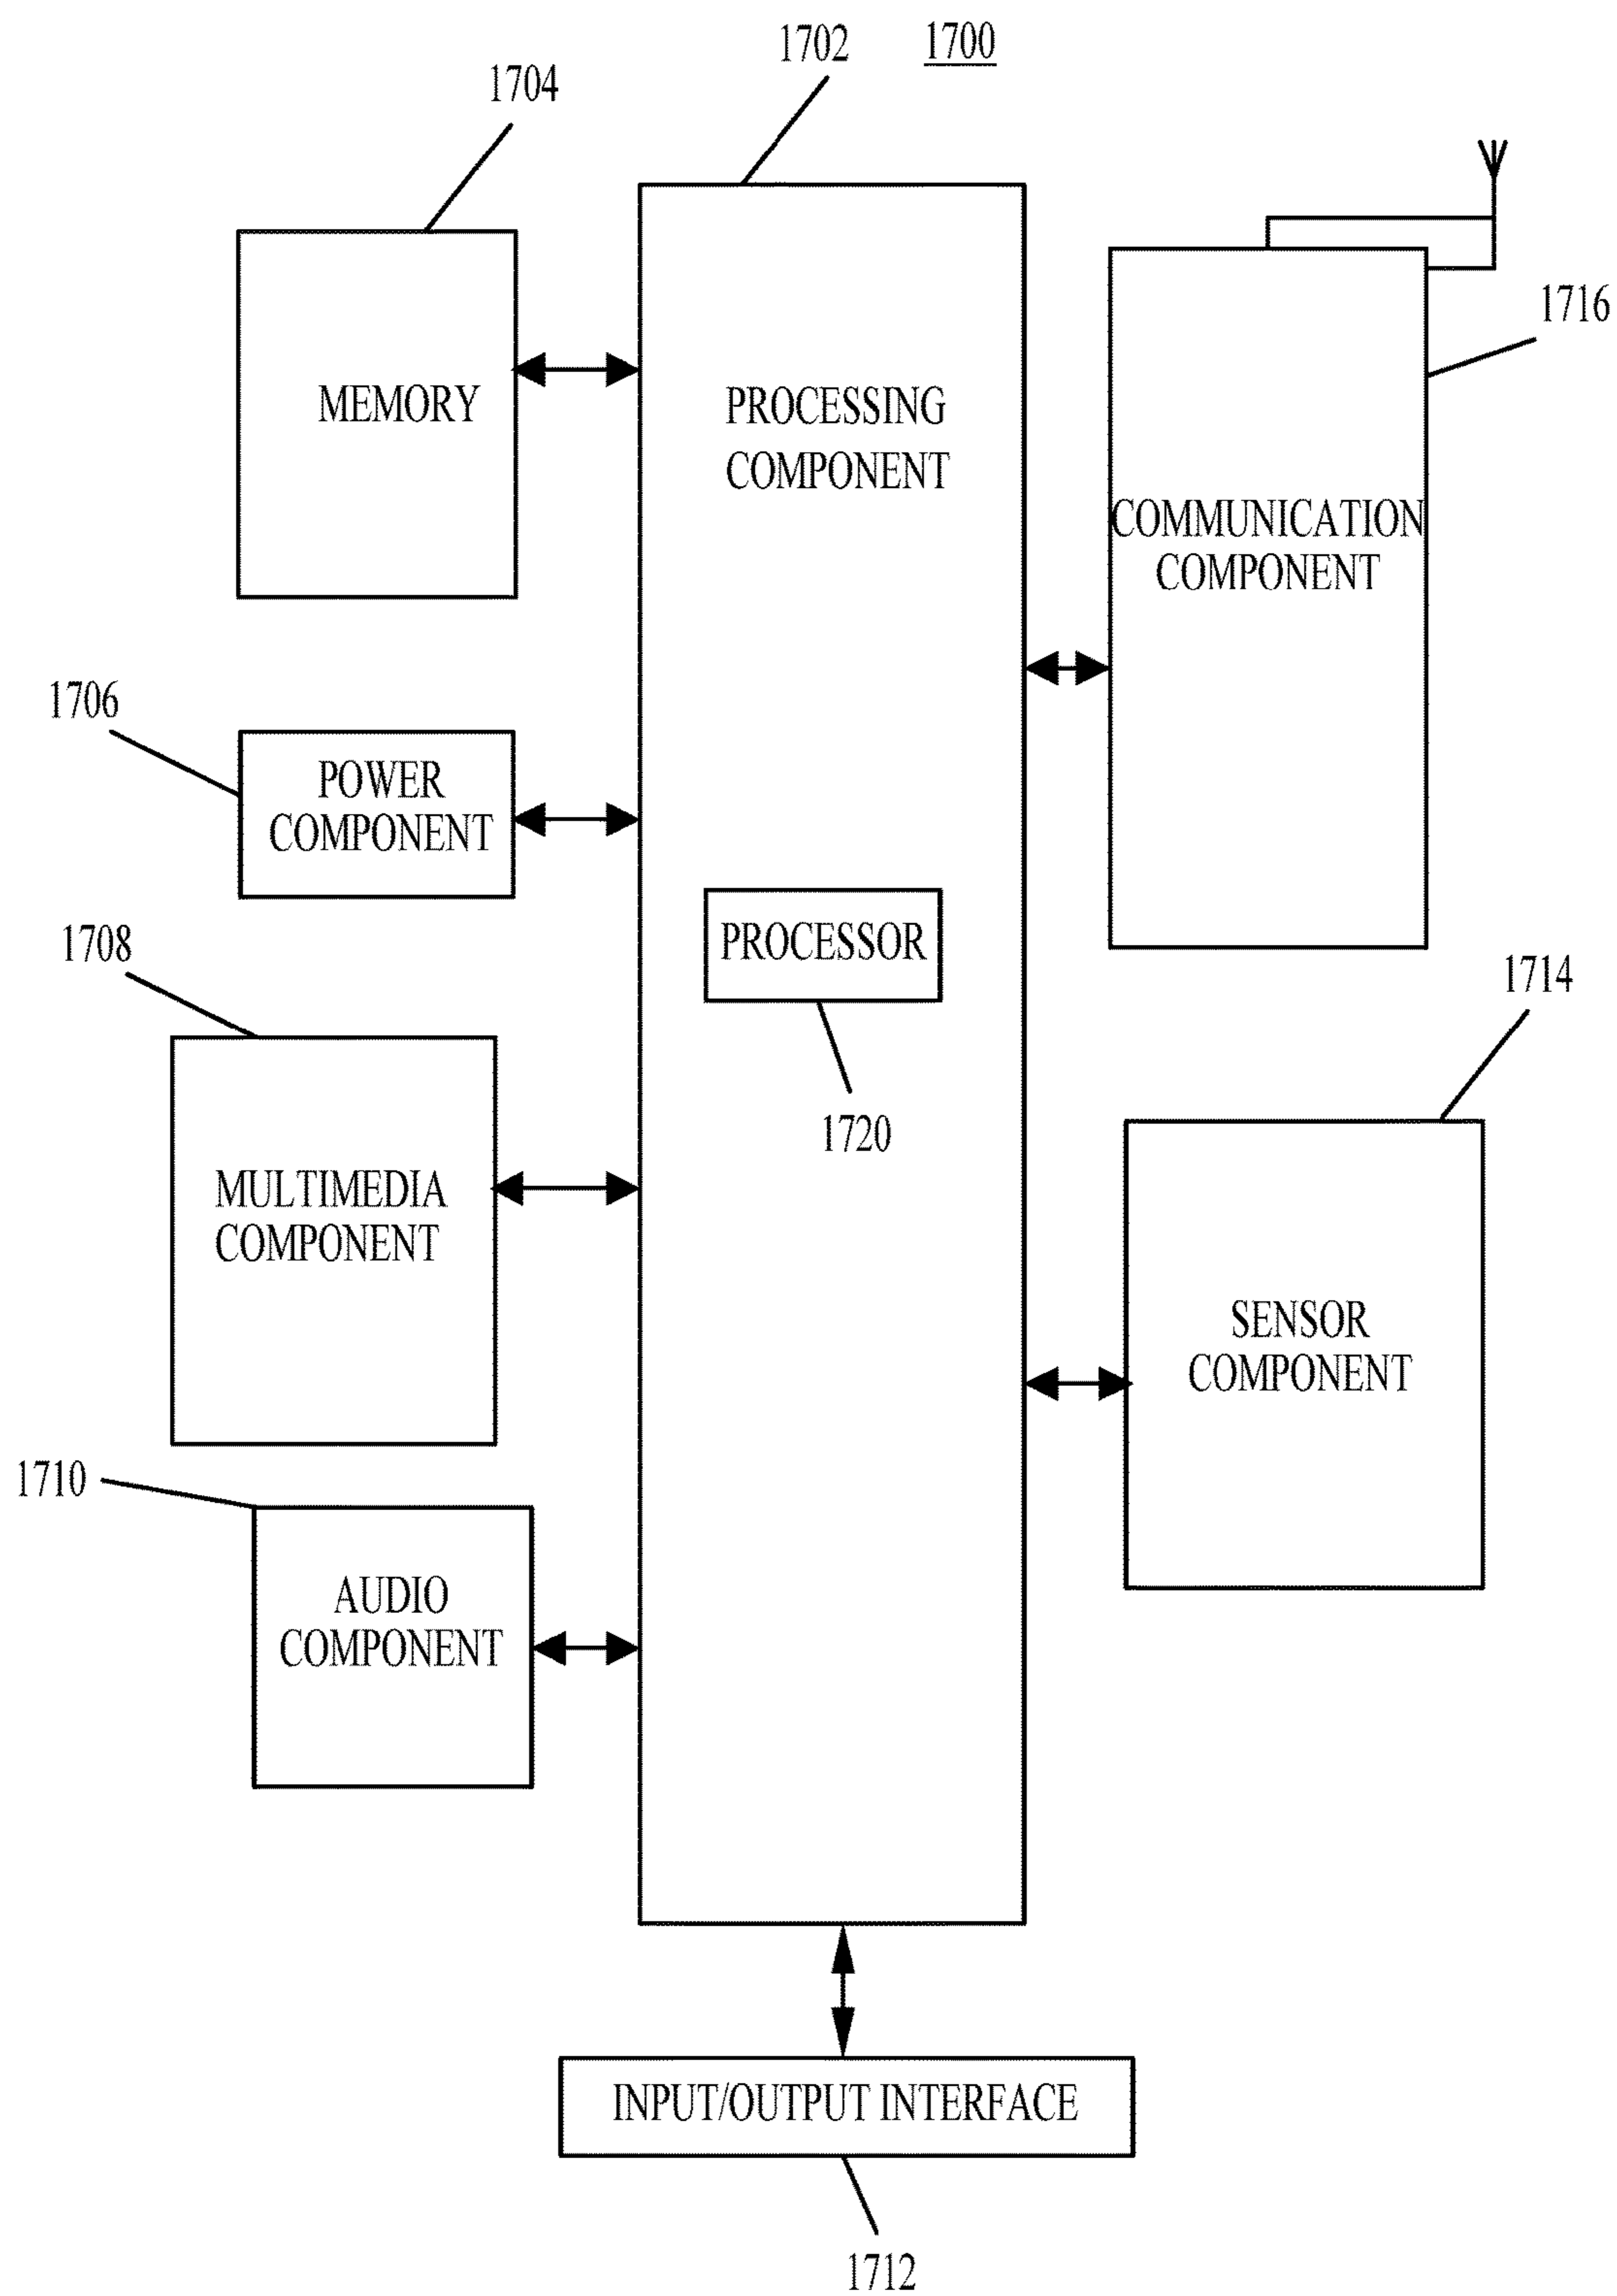 1702
1700
1704
1716
MEMORY
PROCESSING
COMPONENT
COMMUNICATION
COMPONENT
1706
POWER
COMPONENT
PROCESSOR
1708
1714
1720
MULTIMEDIA
COMPONENT
SENSOR
COMPONENT
1710
AUDIO
COMPONENT
INPUT/OUTPUT INTERFACE
1712